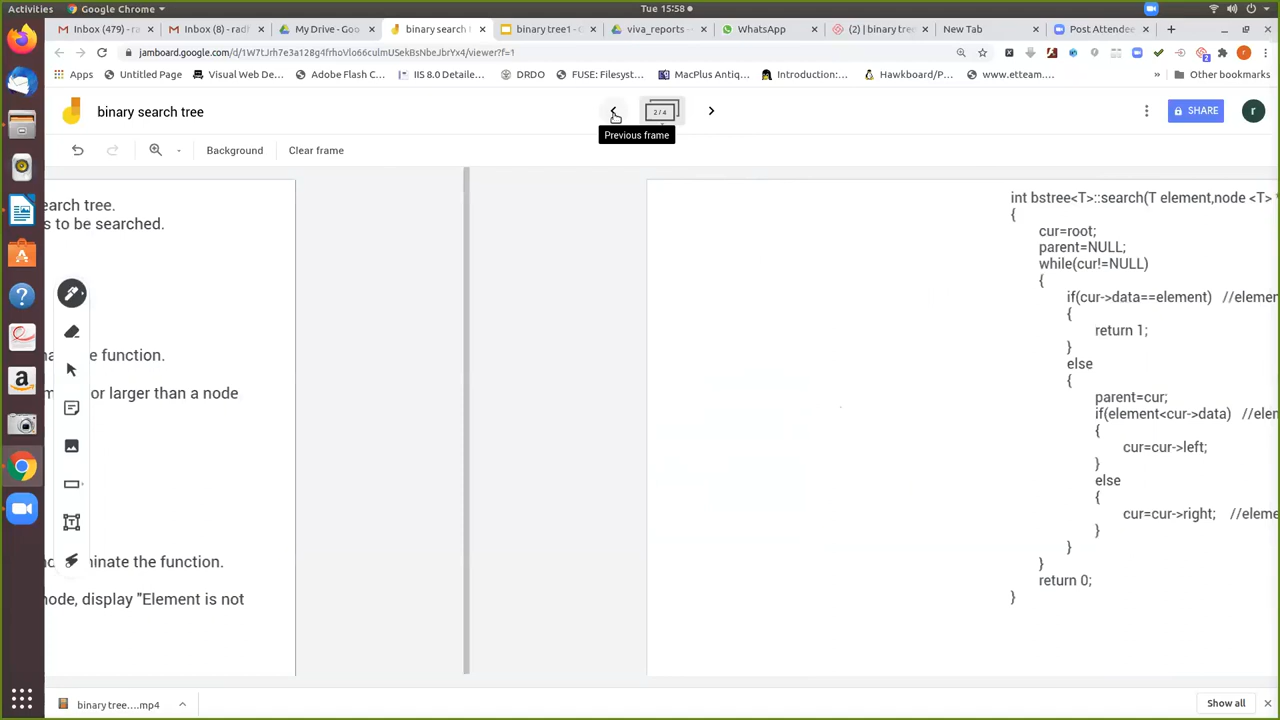 Activities
Google Chrome
Tue 15:58
Inbox (479) - ra
Inbox (8) - rad
My Drive - Goo
binary search t
binary tree1 - G
viva_reports -
WhatsApp
(2) | binary tre
New Tab
Post Attendee
jamboard.google.com/d/1W7tJrh7e3a128g4frhoVlo66culmUSekBsNbeJbrYx4/viewer?f=1
Apps
Untitled Page
Visual Web De...
Adobe Flash C...
IIS 8.0 Detaile...
DRDO
FUSE: Filesyst...
MacPlus Antiq...
Introduction:...
Hawkboard/P...
www.etteam.c...
»
Other bookmarks
binary search tree
2 / 4
SHARE
r
Previous frame
Background
Clear frame
earch tree.
s to be searched.
e function.
or larger than a node
minate the function.
node, display "Element is not
int bstree<T>::search(T element,node <T> *
{
cur=root;
parent=NULL;
while(cur!=NULL)
{
if(cur->data==element) //elemen
{
return 1;
}
else
{
parent=cur;
if(element<cur->data) //ele
{
cur=cur->left;
}
else
{
cur=cur->right; //eleme
}
}
}
return 0;
}
binary tree....mp4
Show all